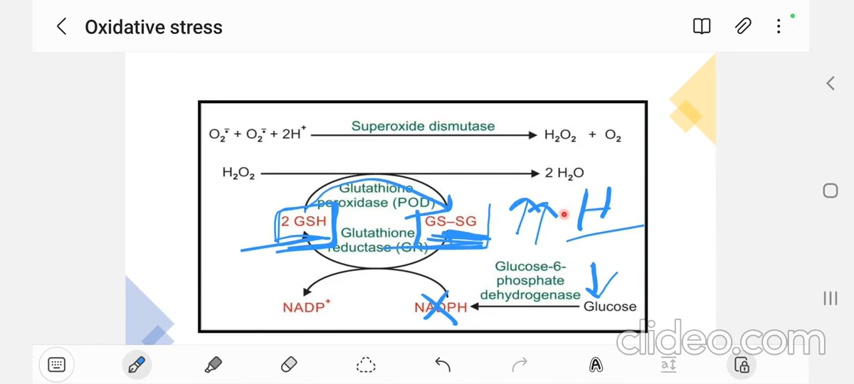 Oxidative stress
O₂⁻ + O₂⁻ + 2H⁺ Superoxide dismutase H₂O₂ + O₂
H₂O₂ 2 H₂O
Glutathione
peroxidase (POD)
2 GSH GS–SG
H
Glutathione
reductase (GR)
Glucose-6-
phosphate
dehydrogenase
NADP⁺ NADPH Glucose
clideo.com
A a